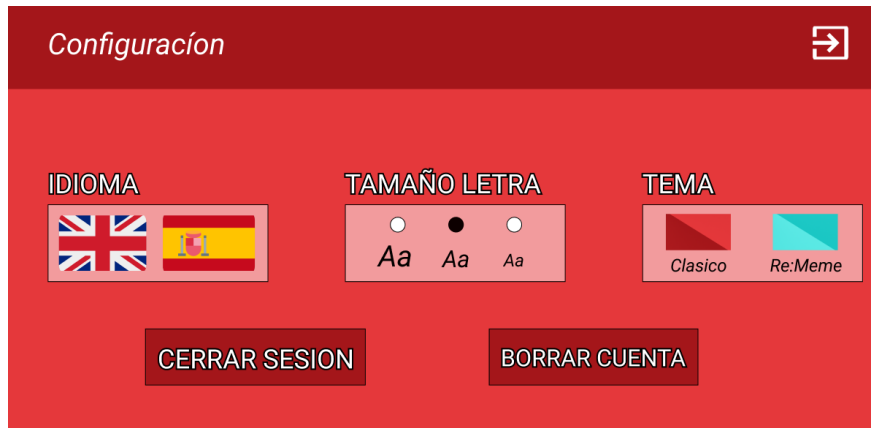 Configuracíon
IDIOMA
TAMAÑO LETRA
TEMA
Aa Aa Aa
Clasico Re:Meme
CERRAR SESION
BORRAR CUENTA